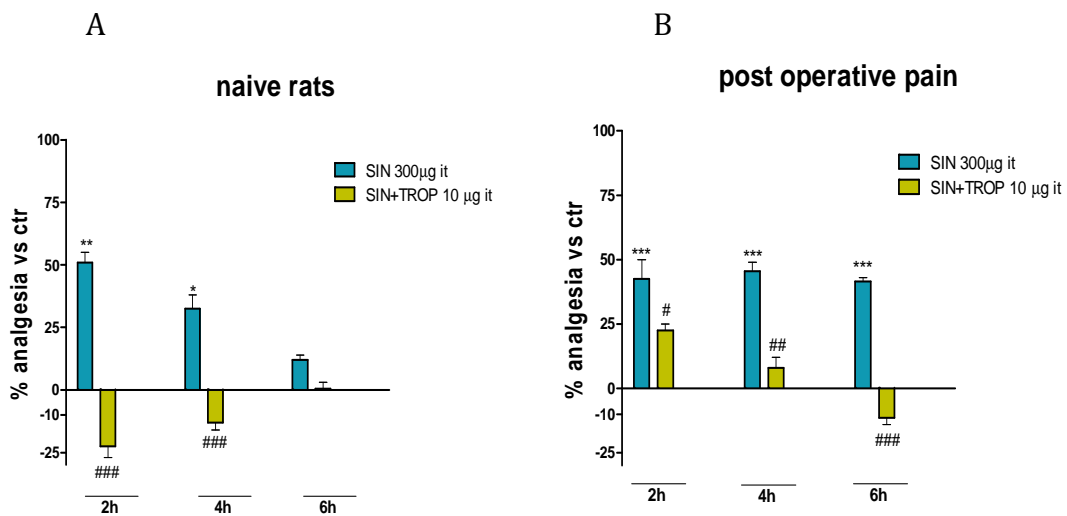 A
naive rats
% analgesia vs ctr
100
50
25
0
-10
-25
SIN 300µg it
SIN+TROP 10 µg it
**
*
###
###
2h
4h
6h
B
post operative pain
% analgesia vs ctr
100
50
25
0
-10
-25
SIN 300µg it
SIN+TROP 10 µg it
***
***
***
#
##
###
2h
4h
6h